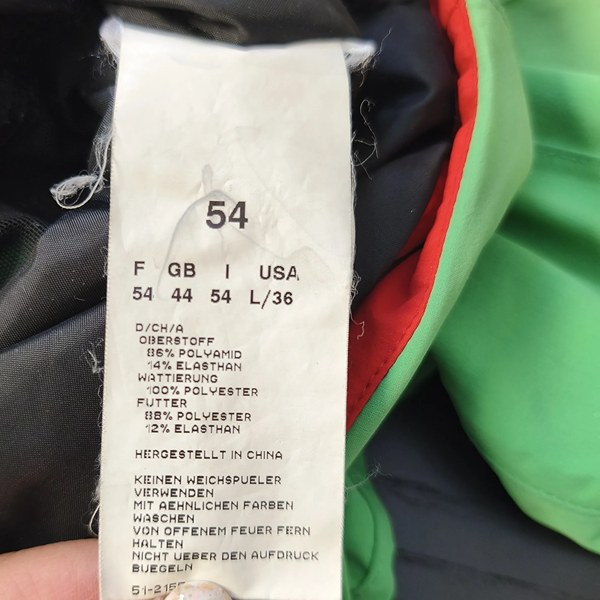 54
F GB I USA
54 44 54 L/36
D/CH/A
OBERSTOFF
86% POLYAMID
14% ELASTHAN
WATTIERUNG
100% POLYESTER
FUTTER
88% POLYESTER
12% ELASTHAN
HERGESTELLT IN CHINA
KEINEN WEICHSPUELER
VERWENDEN
MIT AEHNLICHEN FARBEN
WASCHEN
VON OFFENEM FEUER FERN
HALTEN
NICHT UEBER DEN AUFDRUCK
BUEGELN